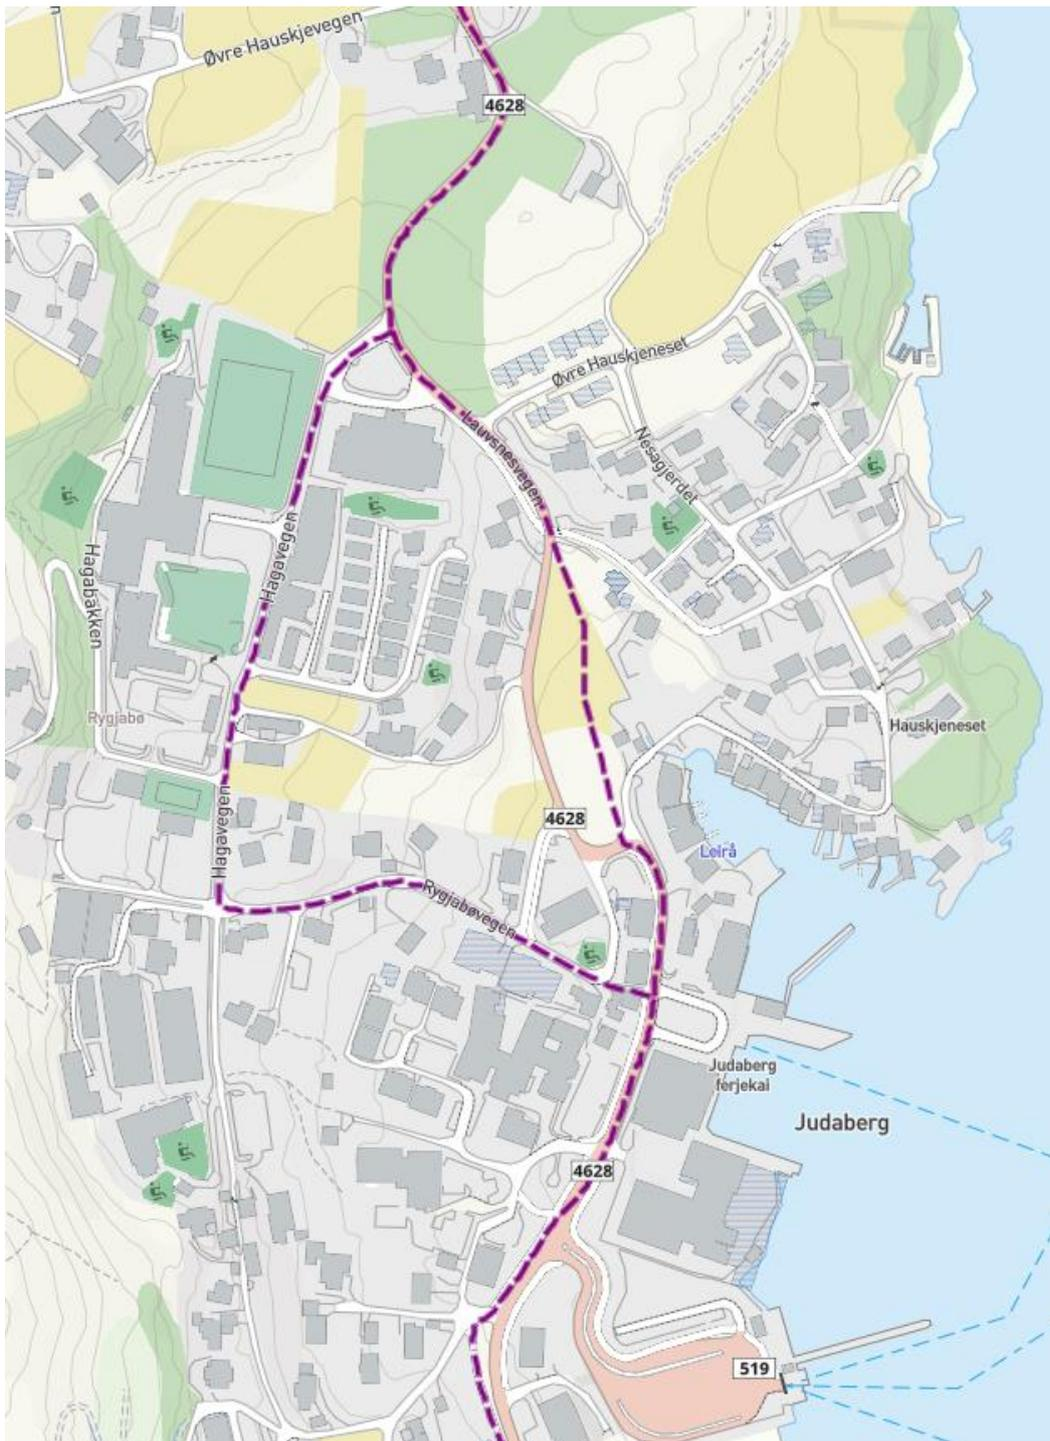 Øvre Hauskjevegen
4628
Øvre Hauskjeneset
Lauvsnesvegen
Nesagjerdet
Hagavegen
Hagabakken
Rygjabø
Hauskjeneset
4628
Hagavegen
Leirå
Rygjabøvegen
Judaberg
ferjekai
Judaberg
4628
519